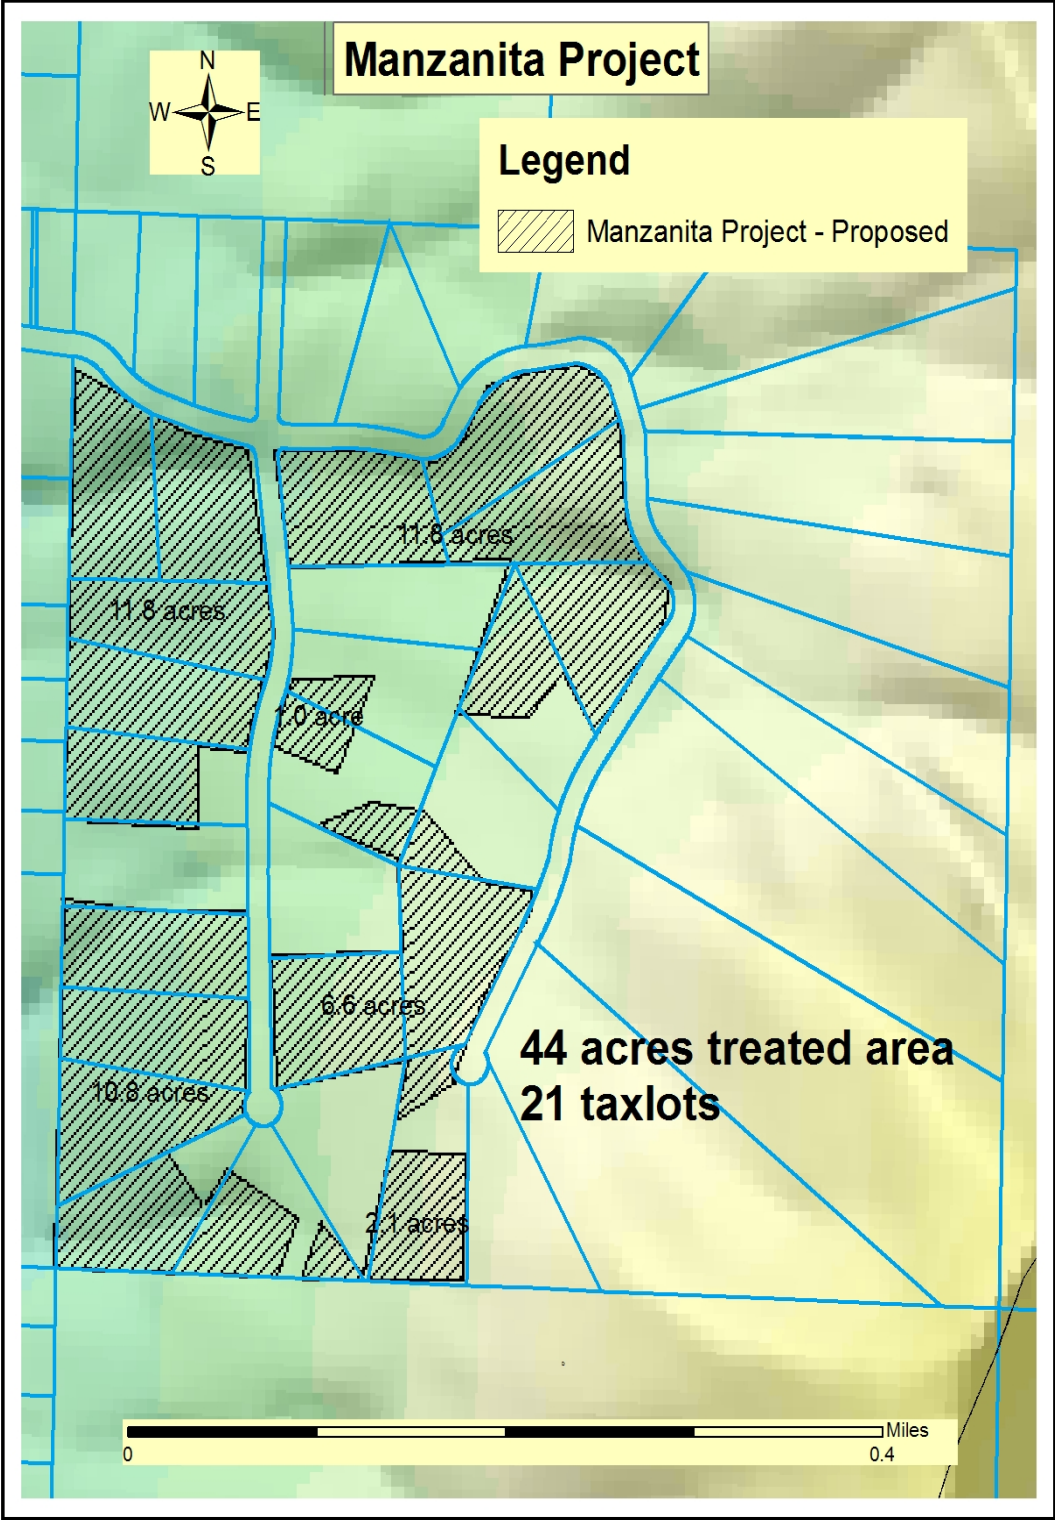 Manzanita Project
N
W E
S
Legend
Manzanita Project - Proposed
11.8 acres
11.8 acres
1.0 acre
6.6 acres
44 acres treated area
21 taxlots
10.8 acres
2.1 acres
Miles
0 0.4